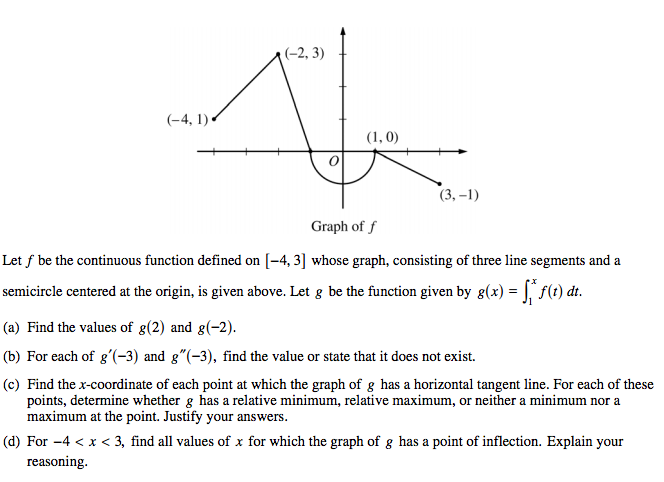 (−2, 3)
(−4, 1)
(1, 0)
O
(3, −1)
Graph of f
Let f be the continuous function defined on [−4, 3] whose graph, consisting of three line segments and a
semicircle centered at the origin, is given above. Let g be the function given by g(x) = ∫₁ˣ f(t) dt.
(a) Find the values of g(2) and g(−2).
(b) For each of g′(−3) and g″(−3), find the value or state that it does not exist.
(c) Find the x-coordinate of each point at which the graph of g has a horizontal tangent line. For each of these
points, determine whether g has a relative minimum, relative maximum, or neither a minimum nor a
maximum at the point. Justify your answers.
(d) For −4 < x < 3, find all values of x for which the graph of g has a point of inflection. Explain your
reasoning.